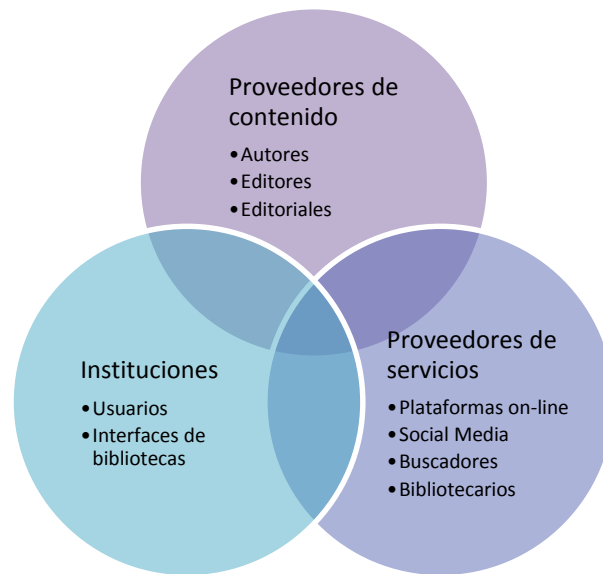 Proveedores de
contenido
•Autores
•Editores
•Editoriales
Instituciones
•Usuarios
•Interfaces de
bibliotecas
Proveedores de
servicios
•Plataformas on-line
•Social Media
•Buscadores
•Bibliotecarios